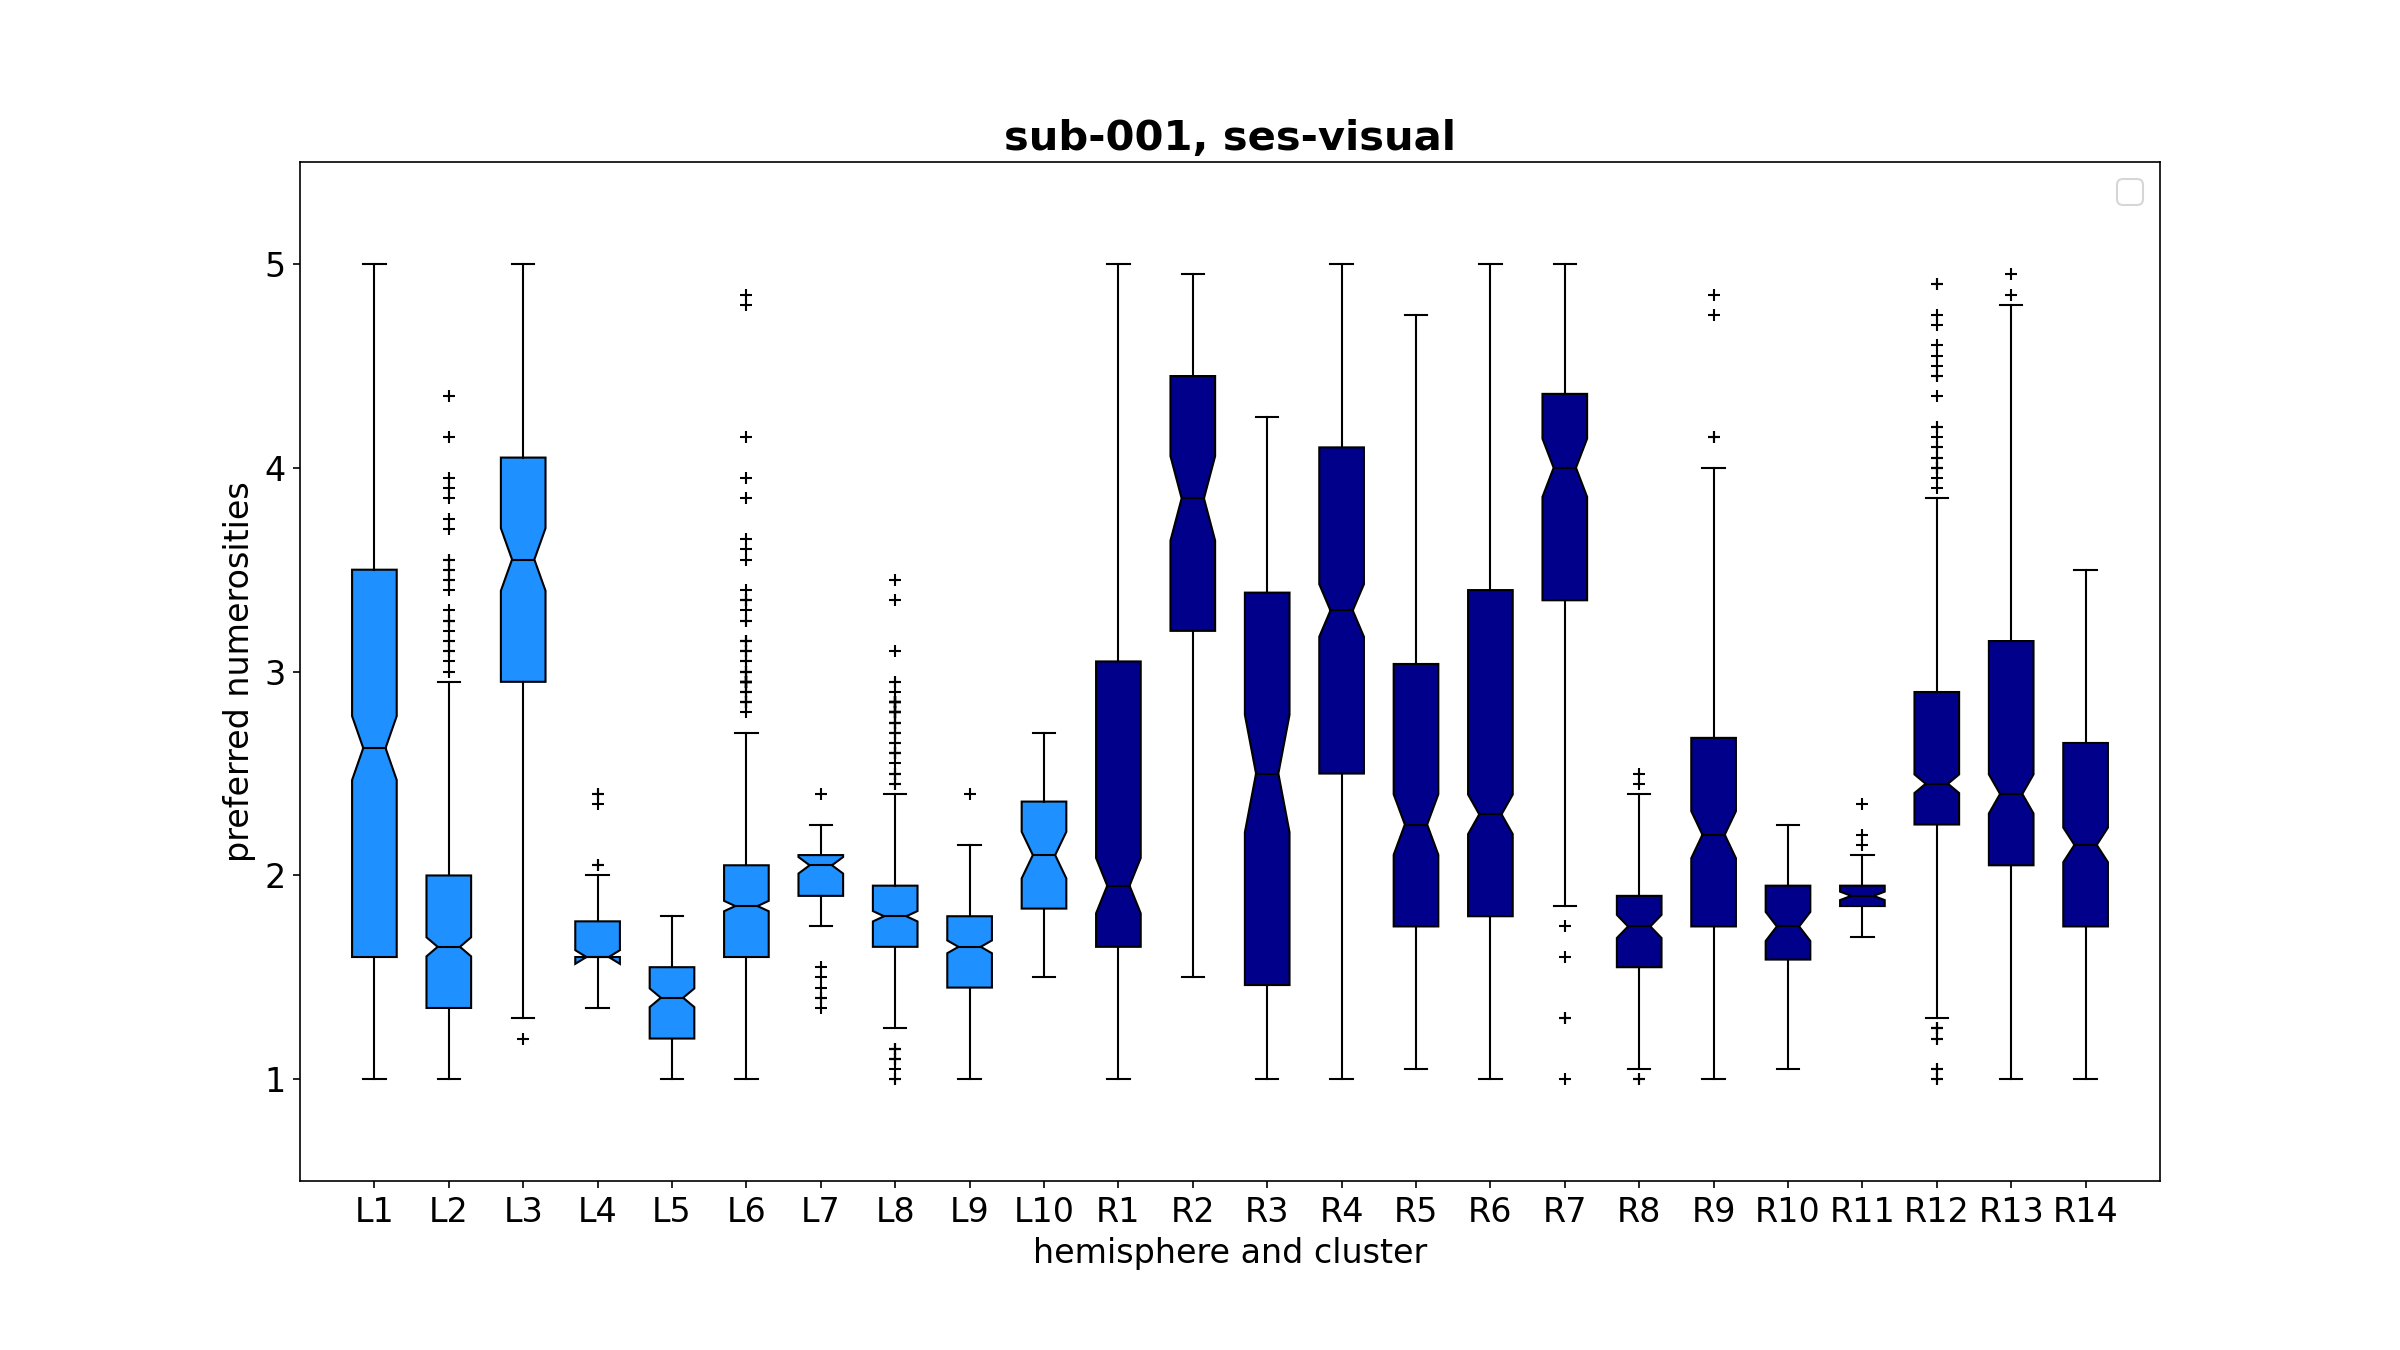 sub-001, ses-visual
5
4
3
2
1
preferred numerosities
L1 L2 L3 L4 L5 L6 L7 L8 L9 L10 R1 R2 R3 R4 R5 R6 R7 R8 R9 R10 R11 R12 R13 R14
hemisphere and cluster